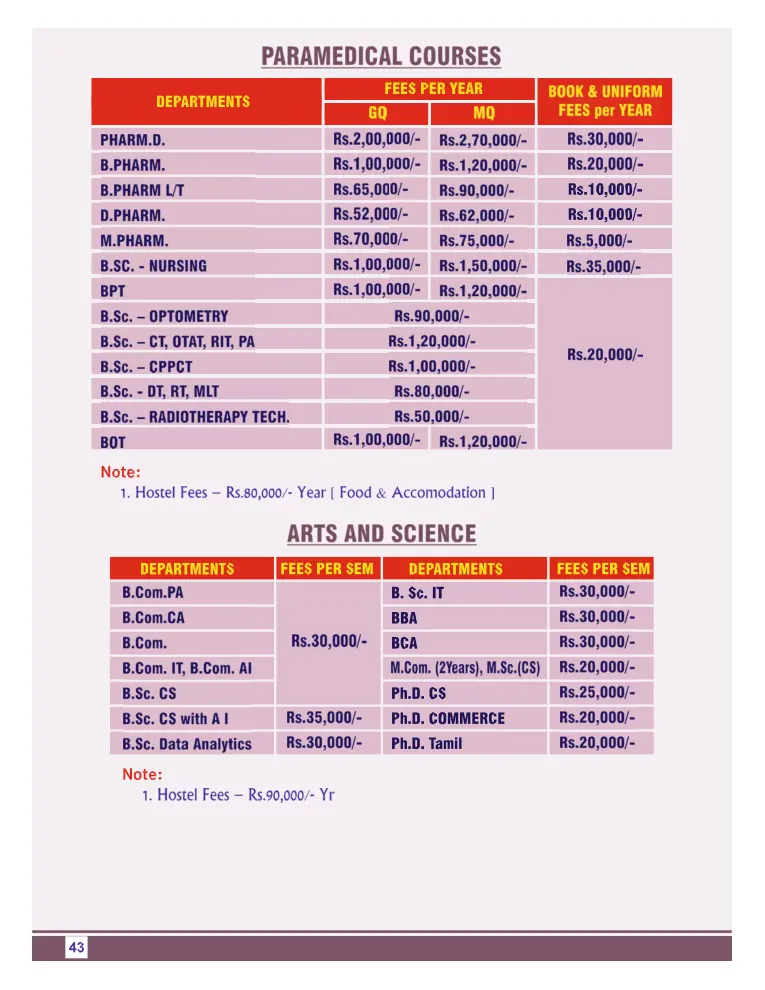 PARAMEDICAL COURSES
DEPARTMENTS FEES PER YEAR BOOK & UNIFORM FEES per YEAR
GQ MQ
PHARM.D. Rs.2,00,000/- Rs.2,70,000/- Rs.30,000/-
B.PHARM. Rs.1,00,000/- Rs.1,20,000/- Rs.20,000/-
B.PHARM L/T Rs.65,000/- Rs.90,000/- Rs.10,000/-
D.PHARM. Rs.52,000/- Rs.62,000/- Rs.10,000/-
M.PHARM. Rs.70,000/- Rs.75,000/- Rs.5,000/-
B.SC. - NURSING Rs.1,00,000/- Rs.1,50,000/- Rs.35,000/-
BPT Rs.1,00,000/- Rs.1,20,000/-
B.Sc. – OPTOMETRY Rs.90,000/-
B.Sc. – CT, OTAT, RIT, PA Rs.1,20,000/-
Rs.20,000/-
B.Sc. – CPPCT Rs.1,00,000/-
B.Sc. - DT, RT, MLT Rs.80,000/-
B.Sc. – RADIOTHERAPY TECH. Rs.50,000/-
BOT Rs.1,00,000/- Rs.1,20,000/-
Note:
1. Hostel Fees – Rs.80,000/- Year [ Food & Accomodation ]
ARTS AND SCIENCE
DEPARTMENTS FEES PER SEM DEPARTMENTS FEES PER SEM
B.Com.PA B. Sc. IT Rs.30,000/-
B.Com.CA BBA Rs.30,000/-
B.Com. Rs.30,000/- BCA Rs.30,000/-
B.Com. IT, B.Com. AI M.Com. (2Years), M.Sc.(CS) Rs.20,000/-
B.Sc. CS Ph.D. CS Rs.25,000/-
B.Sc. CS with A I Rs.35,000/- Ph.D. COMMERCE Rs.20,000/-
B.Sc. Data Analytics Rs.30,000/- Ph.D. Tamil Rs.20,000/-
Note:
1. Hostel Fees – Rs.90,000/- Yr
43